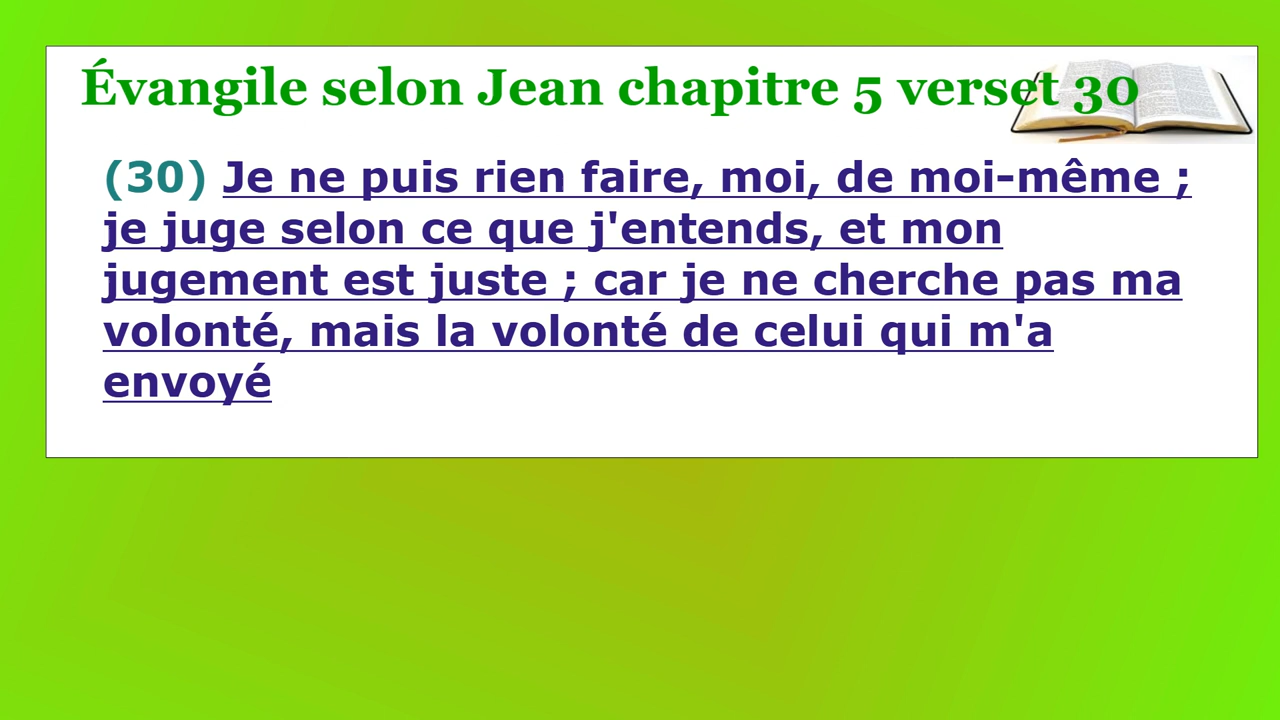 Évangile selon Jean chapitre 5 verset 30
(30) Je ne puis rien faire, moi, de moi-même ;
je juge selon ce que j'entends, et mon
jugement est juste ; car je ne cherche pas ma
volonté, mais la volonté de celui qui m'a
envoyé